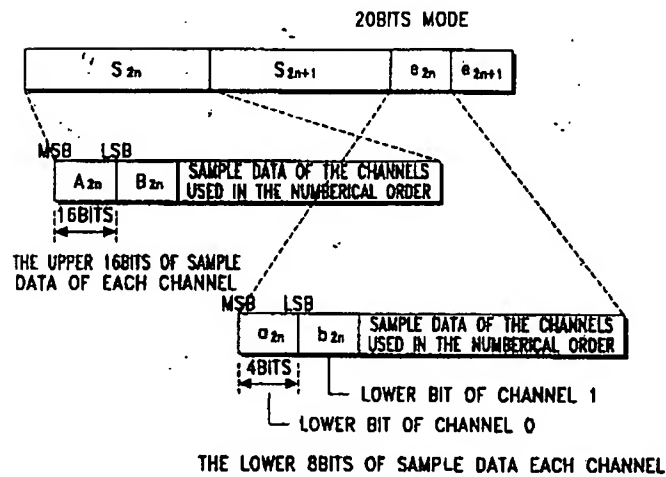 20BITS MODE
S2n S2n+1 e2n e2n+1
MSB LSB
A2n B2n SAMPLE DATA OF THE CHANNELS
USED IN THE NUMBERICAL ORDER
16BITS
THE UPPER 16BITS OF SAMPLE
DATA OF EACH CHANNEL
MSB LSB
a2n b2n SAMPLE DATA OF THE CHANNELS
USED IN THE NUMBERICAL ORDER
4BITS
LOWER BIT OF CHANNEL 1
LOWER BIT OF CHANNEL 0
THE LOWER 8BITS OF SAMPLE DATA EACH CHANNEL